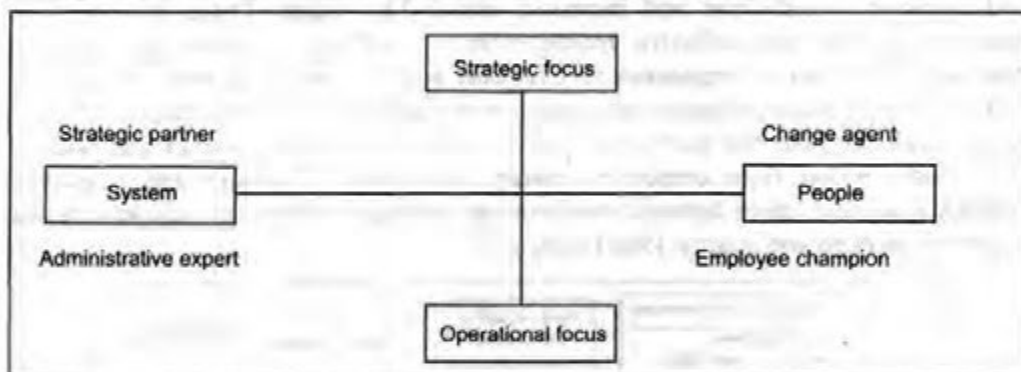 Strategic focus
Strategic partner
Change agent
System
People
Administrative expert
Employee champion
Operational focus